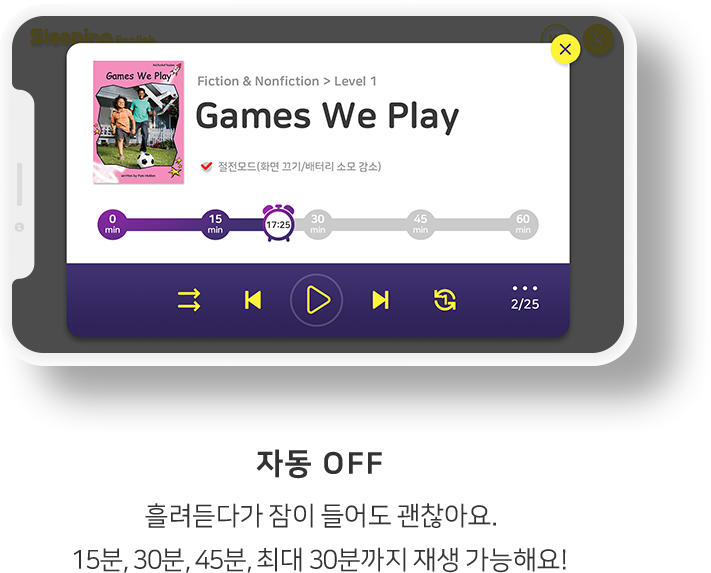 Sleeping English
Games We Play
Fiction & Nonfiction > Level 1
Games We Play
절전모드(화면 끄기/배터리 소모 감소)
0 min
15 min
17:25
30 min
45 min
60 min
1
2/25
자동 OFF
흘려듣다가 잠이 들어도 괜찮아요.
15분, 30분, 45분, 최대 30분까지 재생 가능해요!